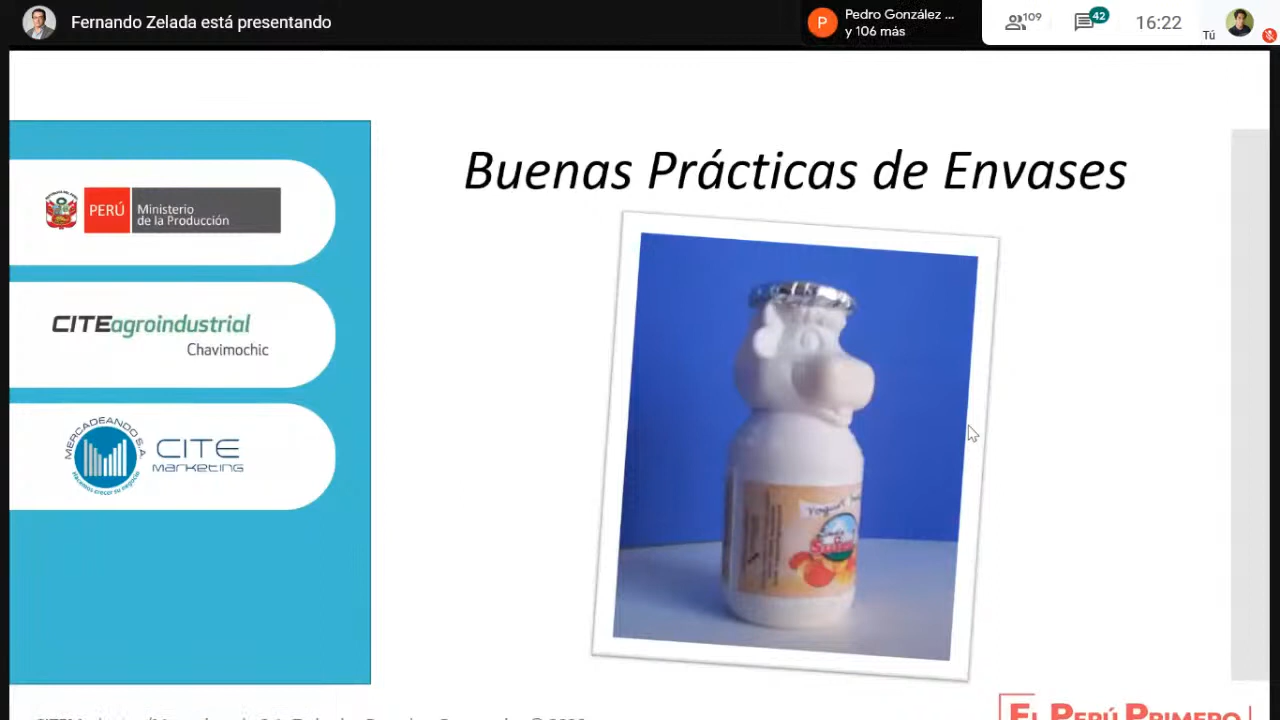 Fernando Zelada está presentando
Pedro González ...
y 106 más
109
42
16:22
Tú
Buenas Prácticas de Envases
PERÚ
Ministerio
de la Producción
CITEagroindustrial
Chavimochic
MERCADEANDO S.A.
CITE
Marketing
Yogurt
EL PERÚ PRIMERO